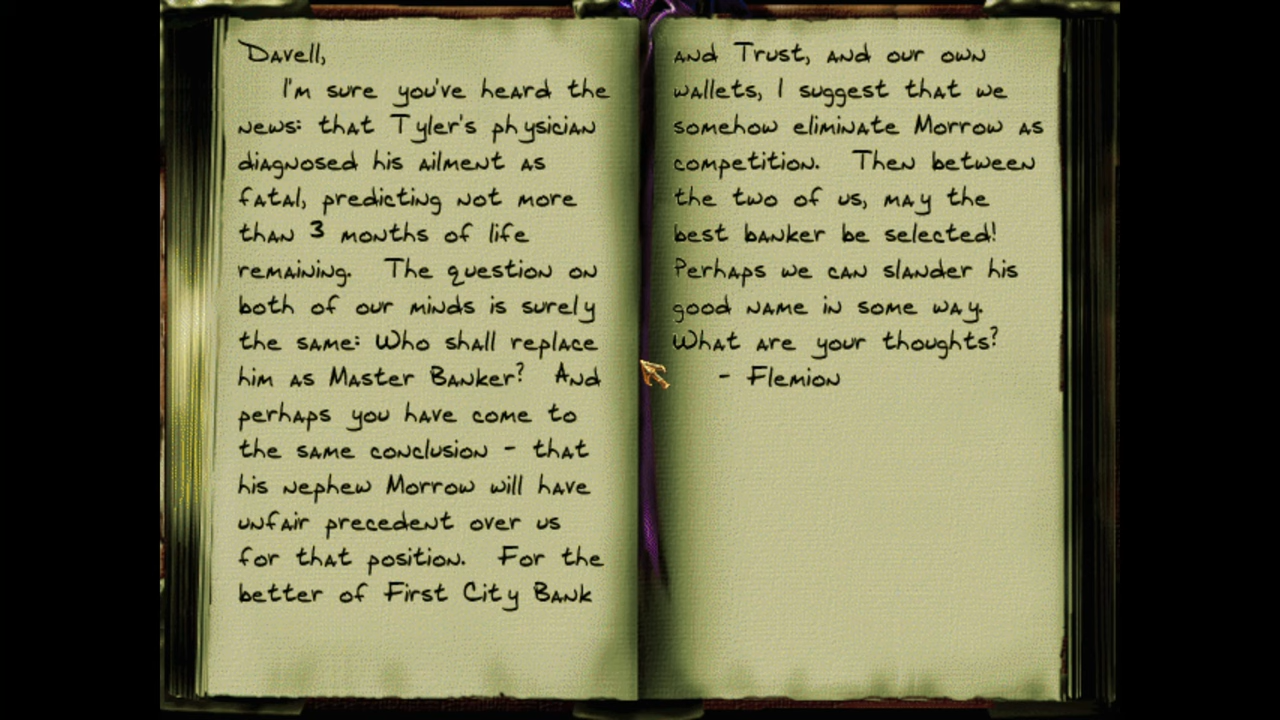 Davell,
I'm sure you've heard the
news: that Tyler's physician
diagnosed his ailment as
fatal, predicting not more
than 3 months of life
remaining. The question on
both of our minds is surely
the same: Who shall replace
him as Master Banker? And
perhaps you have come to
the same conclusion - that
his nephew Morrow will have
unfair precedent over us
for that position. For the
better of First City Bank
and Trust, and our own
wallets, I suggest that we
somehow eliminate Morrow as
competition. Then between
the two of us, may the
best banker be selected!
Perhaps we can slander his
good name in some way.
What are your thoughts?
- Flemion